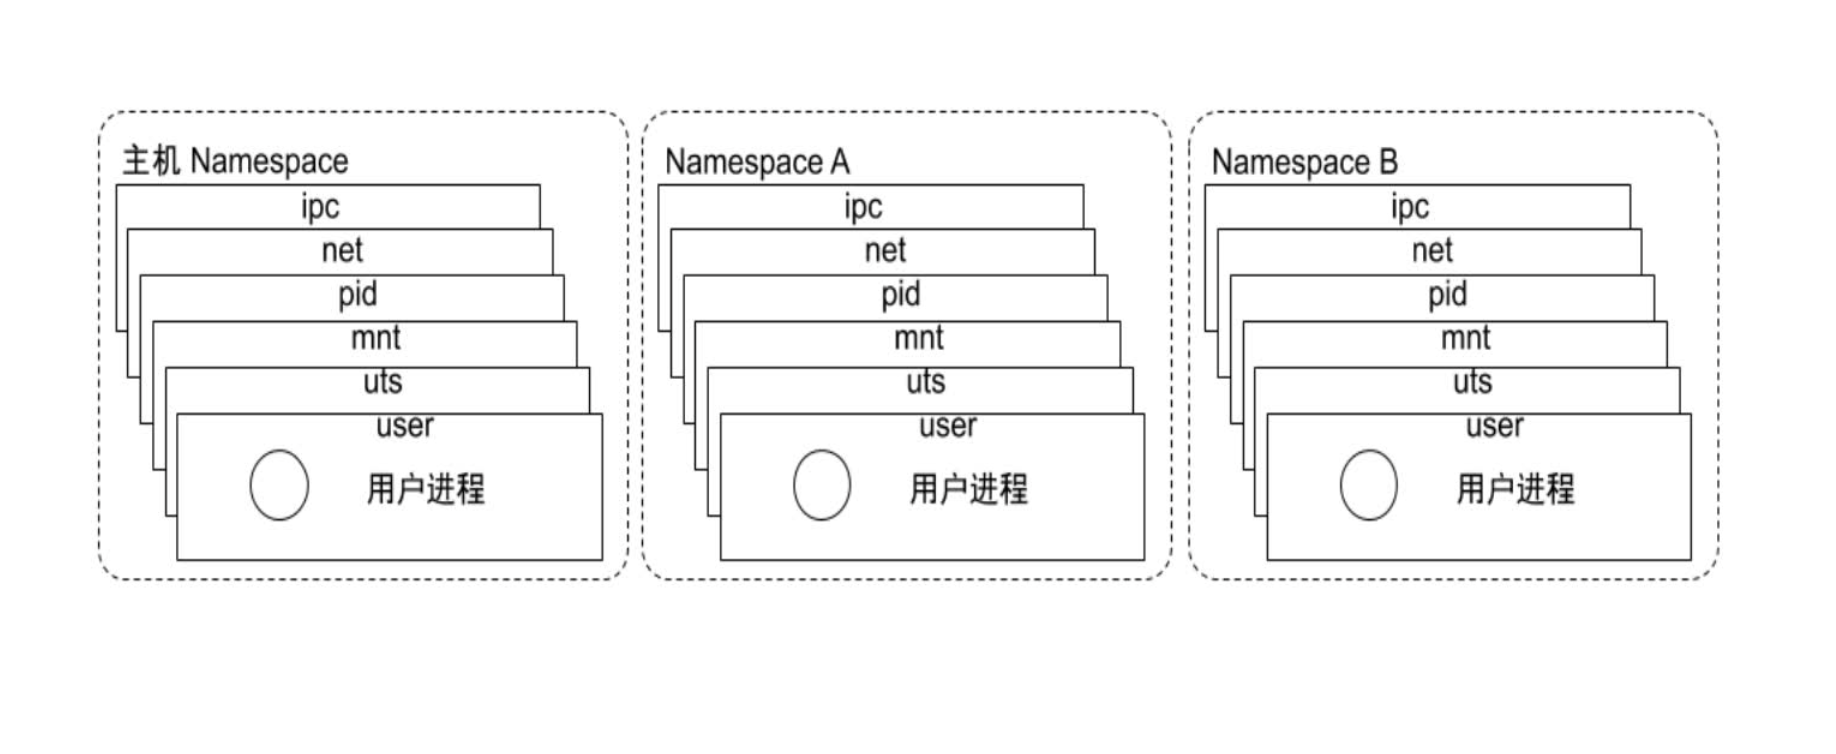 主机 Namespace
ipc
net
pid
mnt
uts
user
用户进程
Namespace A
ipc
net
pid
mnt
uts
user
用户进程
Namespace B
ipc
net
pid
mnt
uts
user
用户进程